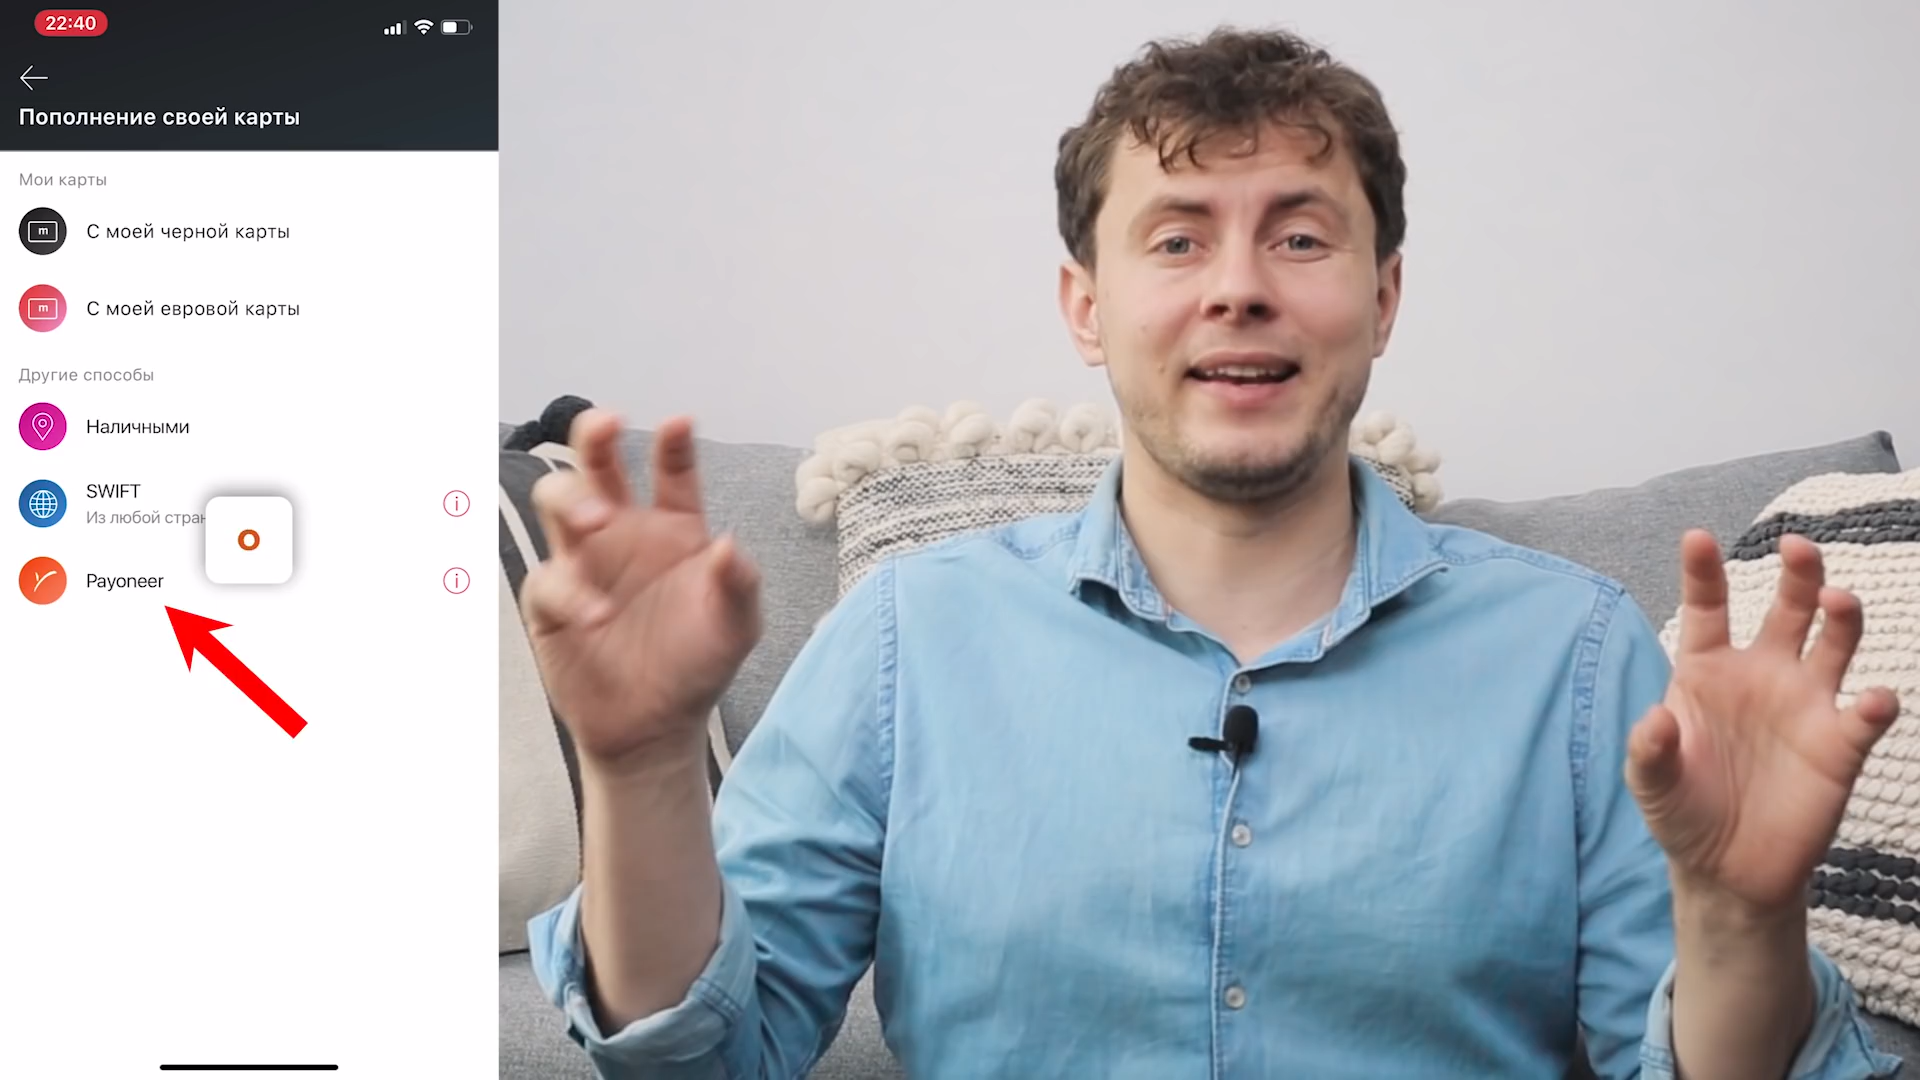 22:40
Пополнение своей карты
Мои карты
m
С моей черной карты
m
С моей евровой карты
Другие способы
Наличными
SWIFT
Из любой стран
Payoneer